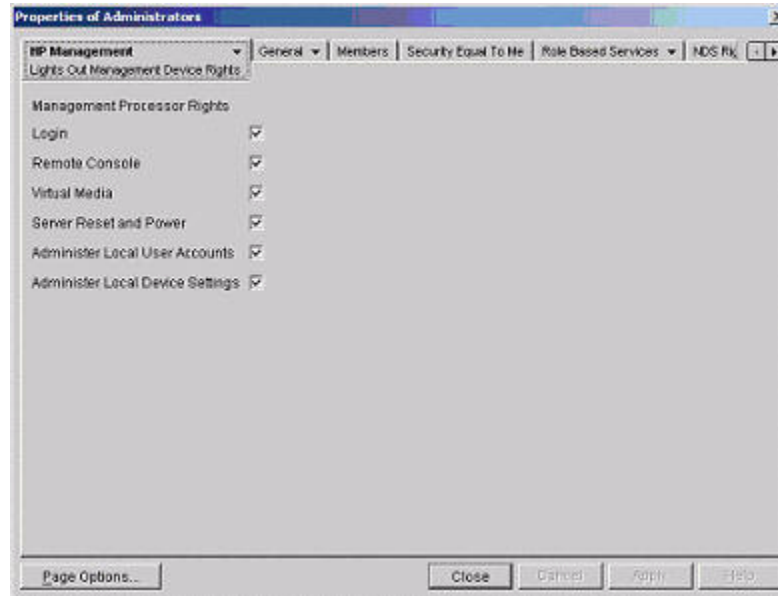 Properties of Administrators
HP Management
General
Members
Security Equal To Me
Role Based Services
NDS
Lights Out Management Device Rights
Management Processor Rights
Login
Remote Console
Virtual Media
Server Reset and Power
Administer Local User Accounts
Administer Local Device Settings
Page Options...
Close
Cancel
Apply
Help